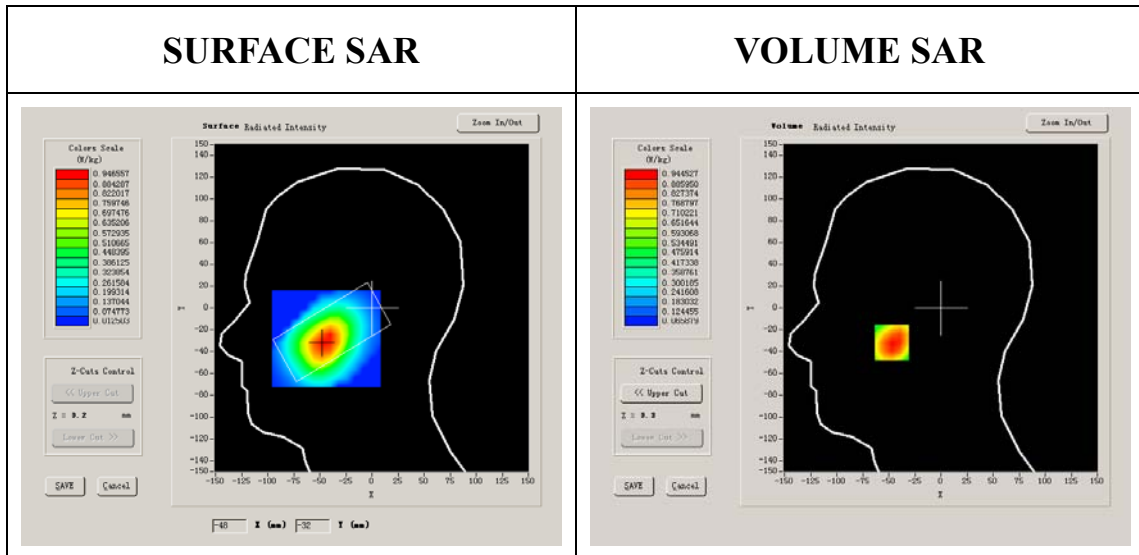 SURFACE SAR
VOLUME SAR
Surface Radiated Intensity
Zoom In/Out
Colors Scale
(W/kg)
0.946557
0.884287
0.822017
0.759746
0.697476
0.635206
0.572935
0.510665
0.448395
0.386125
0.323854
0.261584
0.199314
0.137044
0.074773
0.012503
150
140
120
100
80
60
40
20
0
-20
-40
-60
-80
-100
-120
-140
-150
Y
-150 -125 -100 -75 -50 -25 0 25 50 75 100 125 150
X
Z-Cuts Control
<< Upper Cut
Lower Cut >>
SAVE
Cancel
-48 X (mm) -32 Y (mm)
Volume Radiated Intensity
Zoom In/Out
Colors Scale
(W/kg)
0.944527
0.885950
0.827374
0.768797
0.710221
0.651644
0.593068
0.534491
0.475914
0.417338
0.358761
0.300185
0.241608
0.183032
0.124455
0.065879
150
140
120
100
80
60
40
20
0
-20
-40
-60
-80
-100
-120
-140
-150
Y
-150 -125 -100 -75 -50 -25 0 25 50 75 100 125 150
X
Z-Cuts Control
<< Upper Cut
Lower Cut >>
SAVE
Cancel